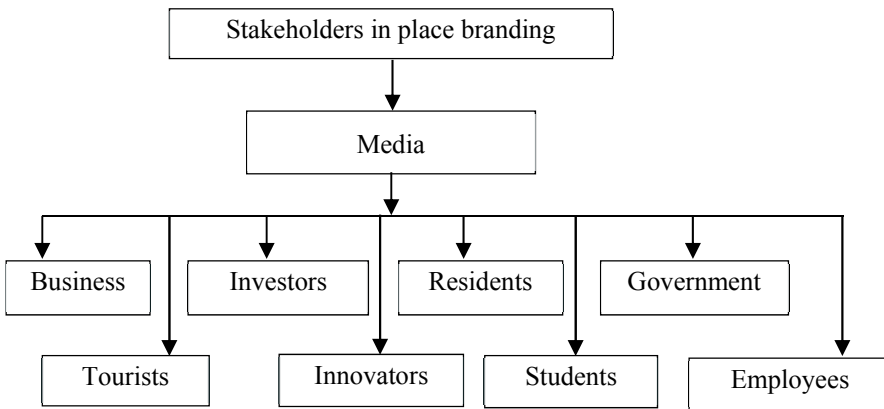 Stakeholders in place branding
Media
Business
Investors
Residents
Government
Tourists
Innovators
Students
Employees